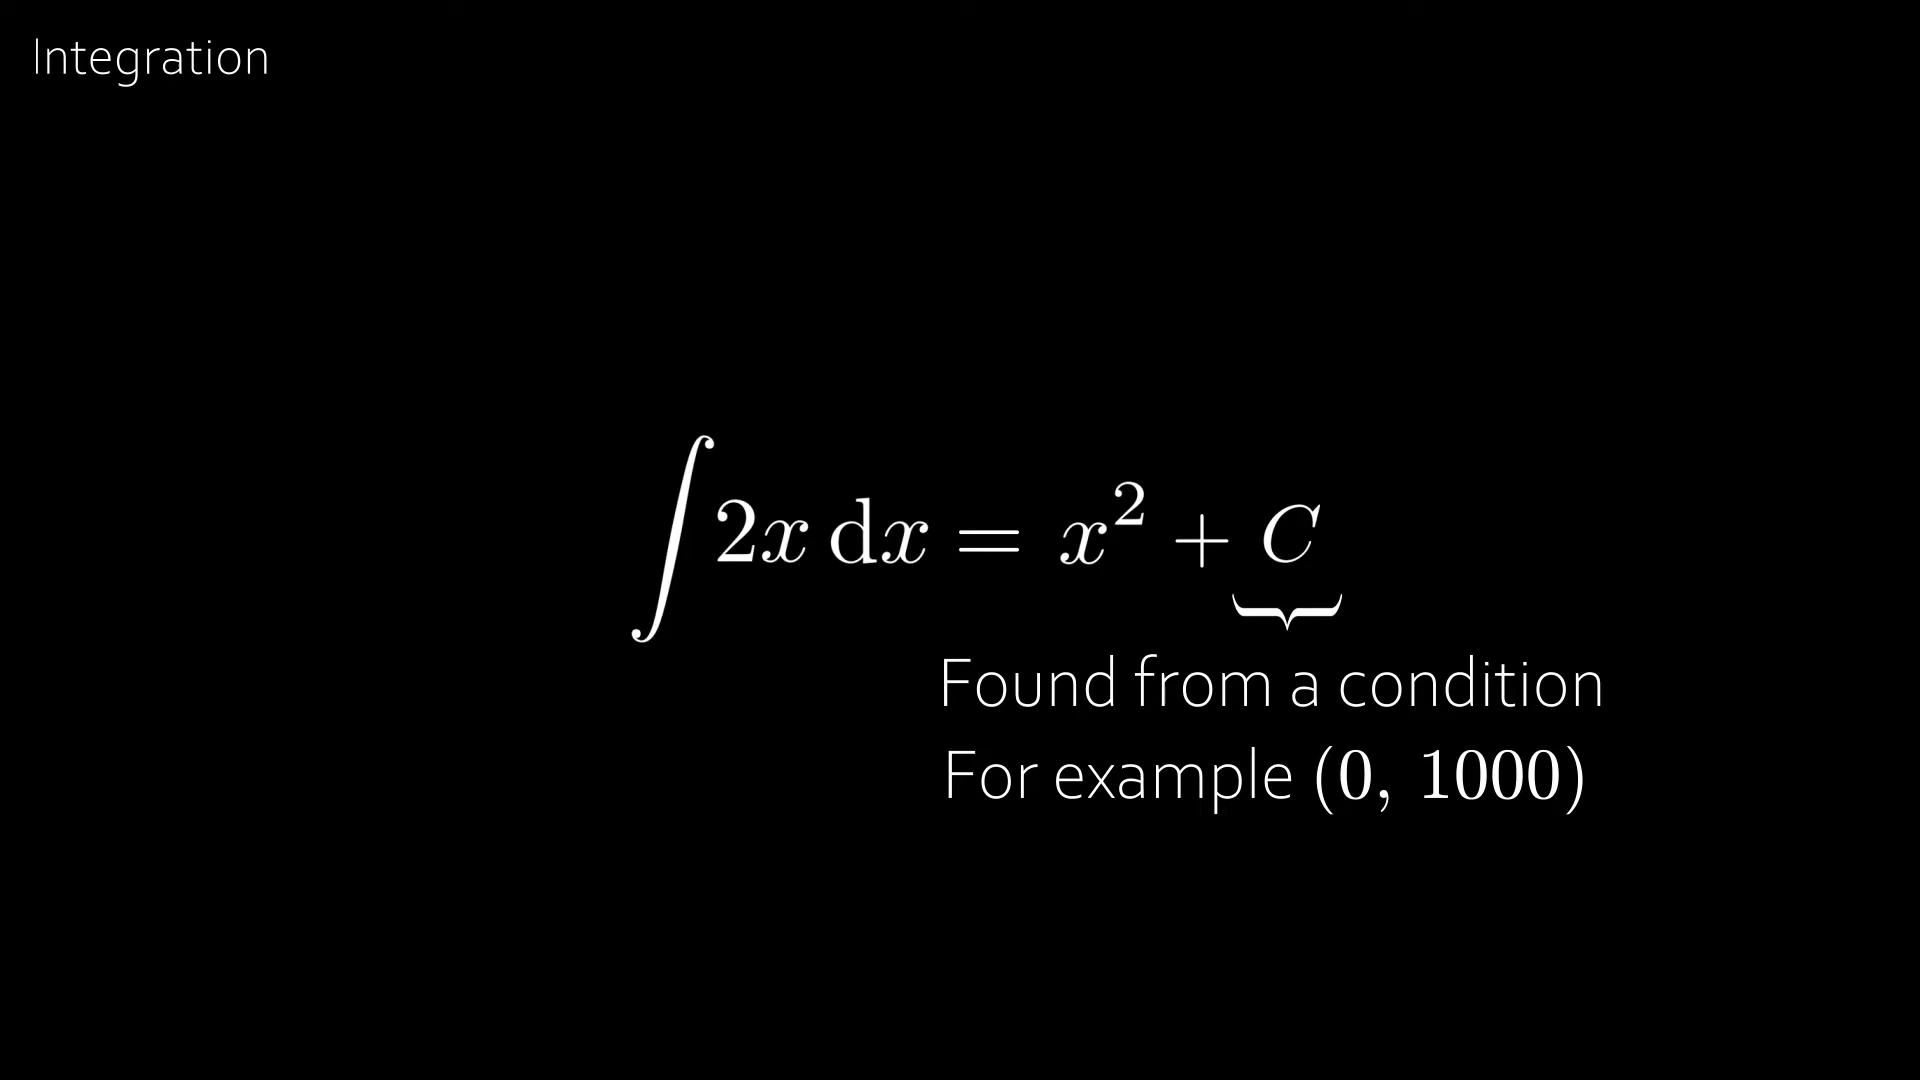 Integration
∫ 2x dx = x² + C
Found from a condition
For example (0, 1000)